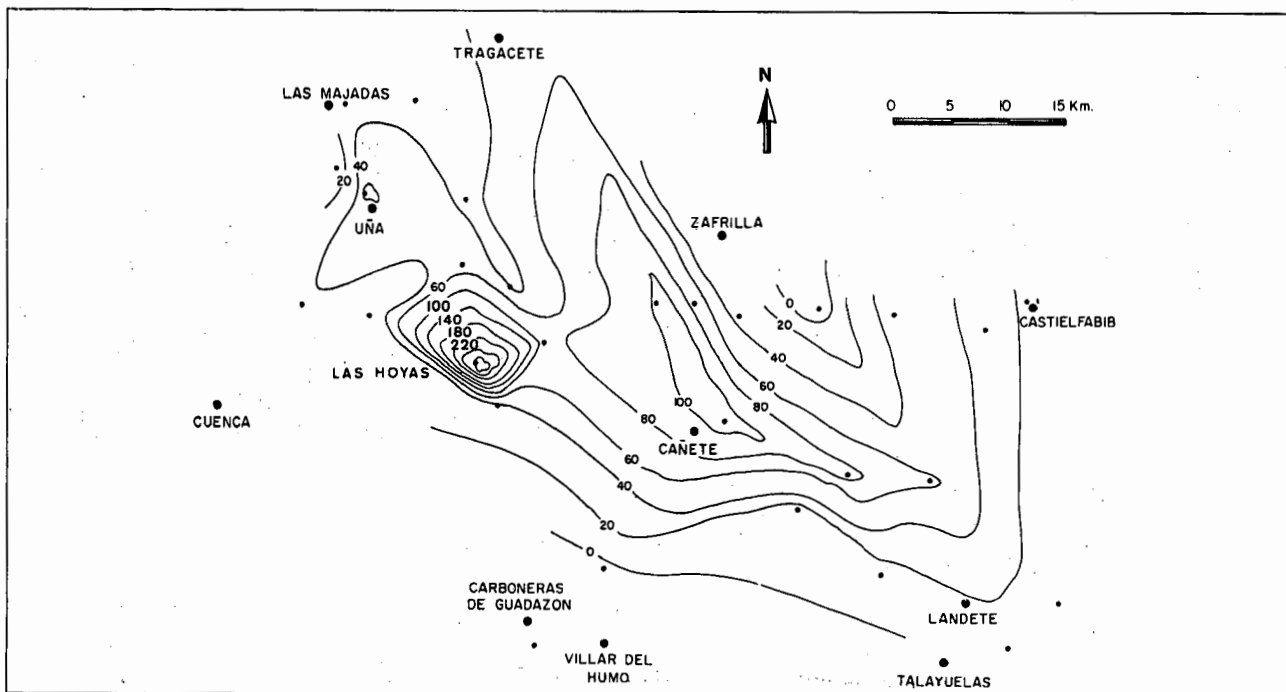 TRAGACETE
LAS MAJADAS
N
0 5 10 15 Km.
40
20
UÑA
ZAFRILLA
60
100
140
180
220
0
20
CASTIELFABIB
LAS HOYAS
40
60
80
100
CUENCA
80
CAÑETE
60
40
20
0
CARBONERAS
DE GUADAZON
LANDETE
VILLAR DEL
HUMO
TALAYUELAS